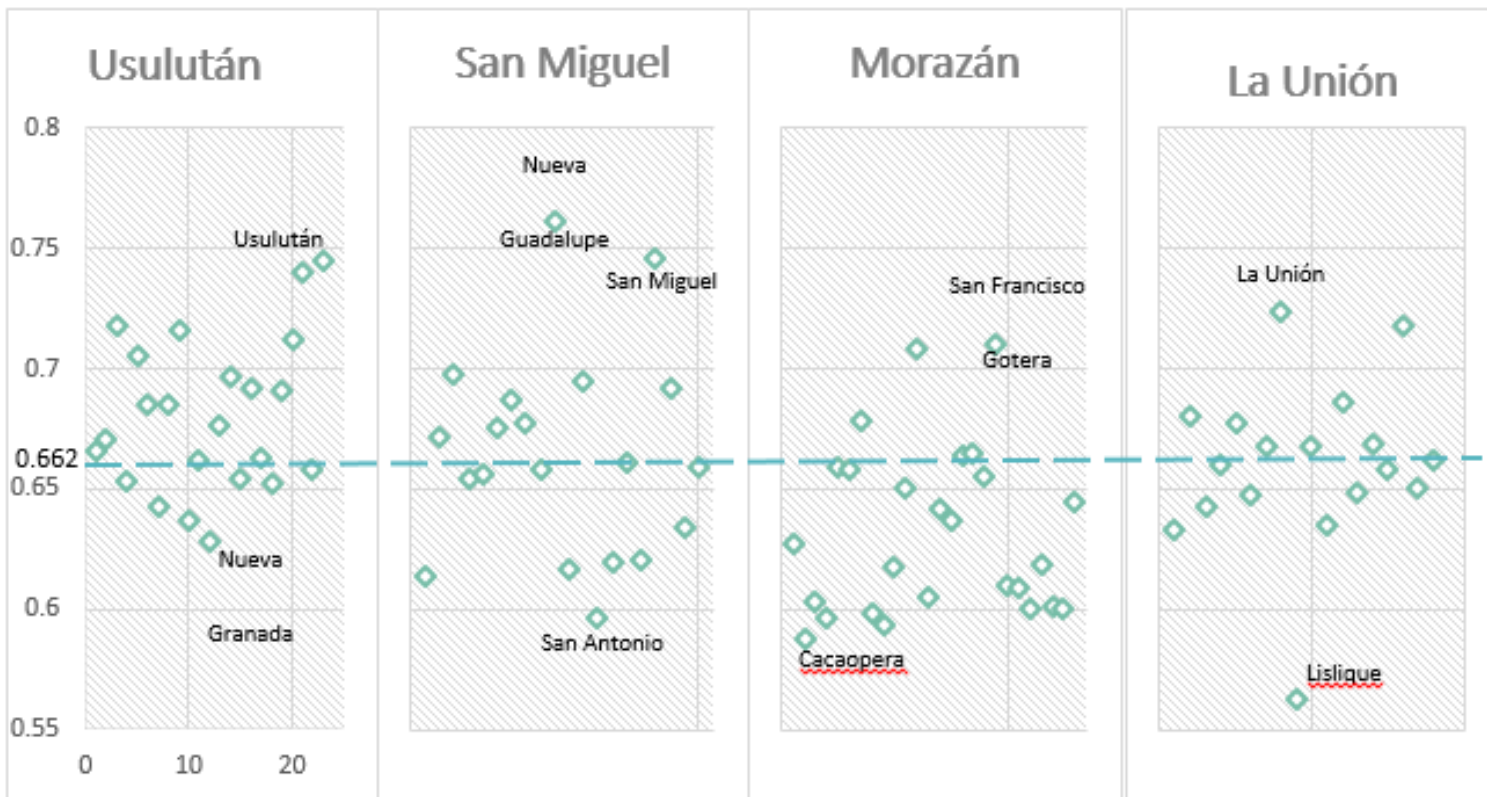 Usulután
San Miguel
Morazán
La Unión
0.8
0.75
0.7
0.662
0.65
0.6
0.55
0
10
20
Usulután
Nueva
Granada
Nueva
Guadalupe
San Miguel
San Antonio
San Francisco
Gotera
Cacaopera
La Unión
Lislique